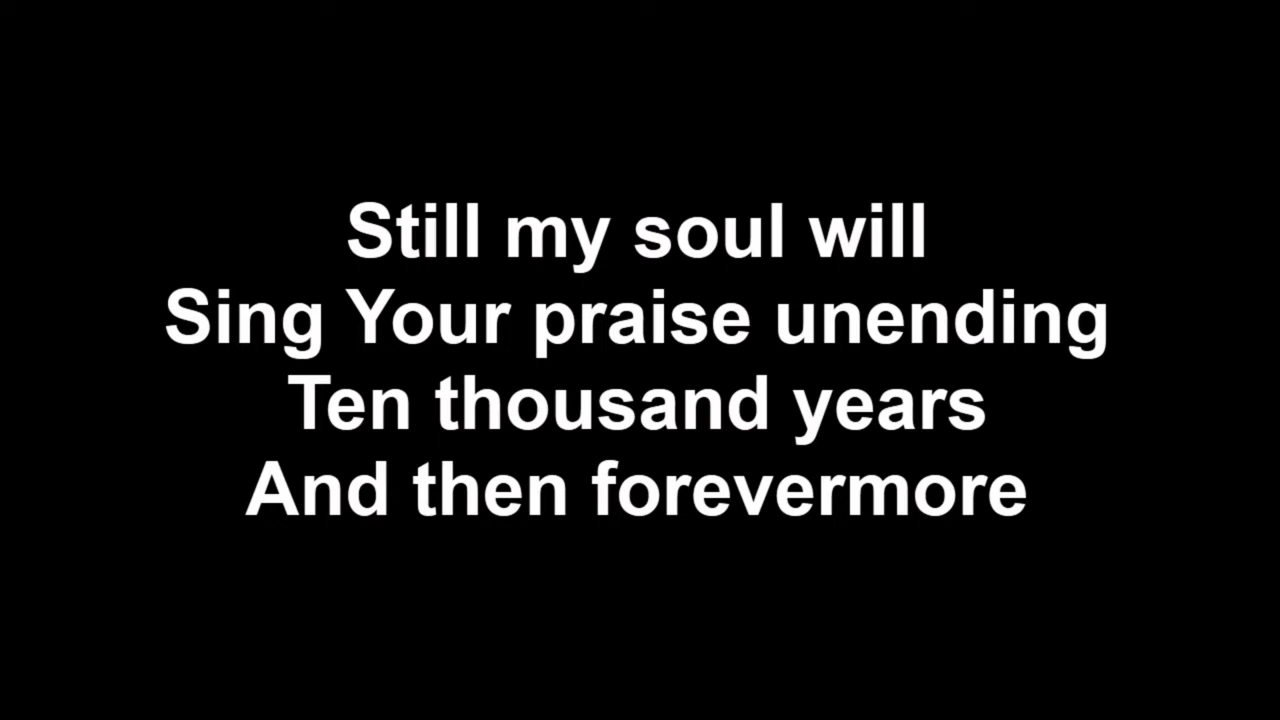 Still my soul will
Sing Your praise unending
Ten thousand years
And then forevermore